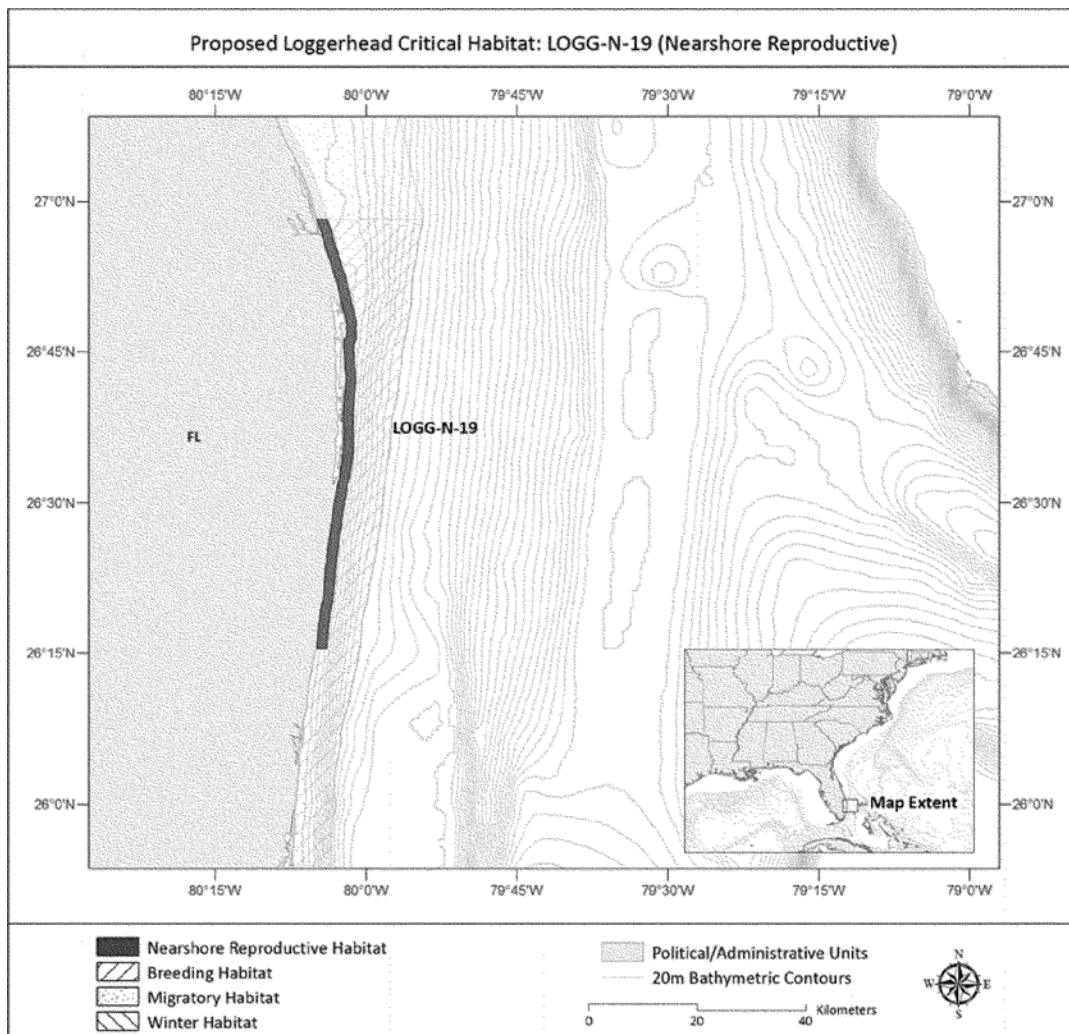 Proposed Loggerhead Critical Habitat: LOGG-N-19 (Nearshore Reproductive)
80°15'W 80°0'W 79°45'W 79°30'W 79°15'W 79°0'W
27°0'N 27°0'N
26°45'N 26°45'N
LOGG-N-19
FL
26°30'N 26°30'N
26°15'N 26°15'N
26°0'N 26°0'N
Map Extent
80°15'W 80°0'W 79°45'W 79°30'W 79°15'W 79°0'W
Nearshore Reproductive Habitat
Breeding Habitat
Migratory Habitat
Winter Habitat
Political/Administrative Units
20m Bathymetric Contours
Kilometers
0 20 40
N
W E
S